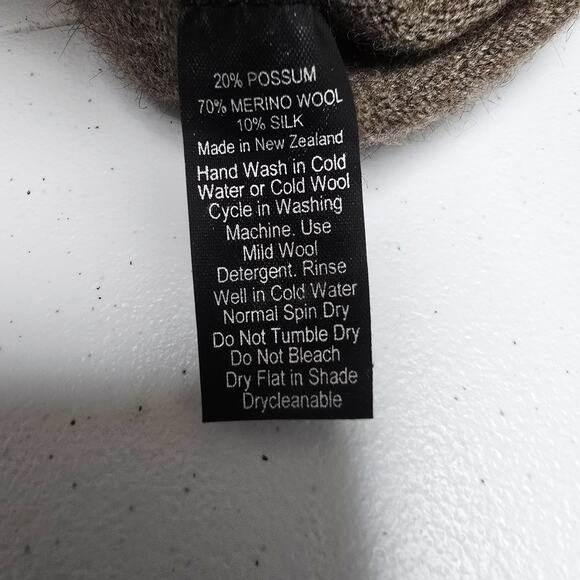 20% POSSUM
70% MERINO WOOL
10% SILK
Made in New Zealand
Hand Wash in Cold
Water or Cold Wool
Cycle in Washing
Machine. Use
Mild Wool
Detergent. Rinse
Well in Cold Water
Normal Spin Dry
Do Not Tumble Dry
Do Not Bleach
Dry Flat in Shade
Drycleanable